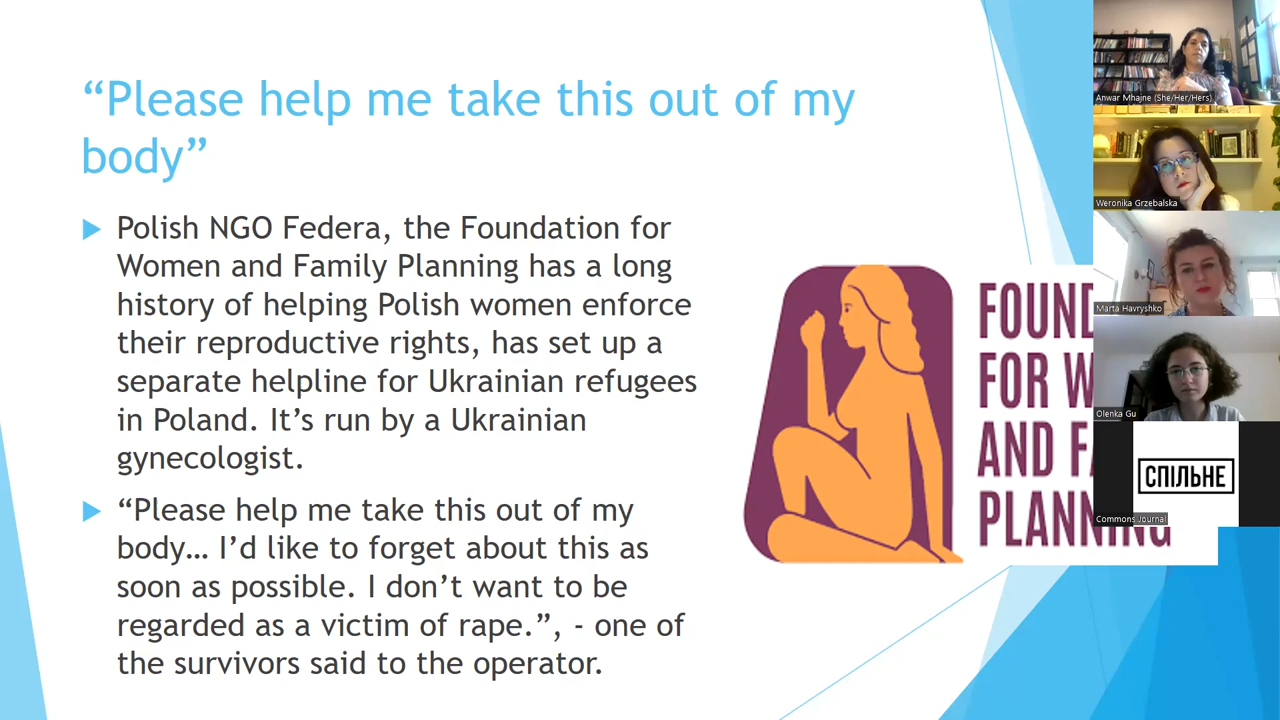 “Please help me take this out of my
body”
Polish NGO Federa, the Foundation for
Women and Family Planning has a long
history of helping Polish women enforce
their reproductive rights, has set up a
separate helpline for Ukrainian refugees
in Poland. It’s run by a Ukrainian
gynecologist.
“Please help me take this out of my
body… I’d like to forget about this as
soon as possible. I don’t want to be
regarded as a victim of rape.”, - one of
the survivors said to the operator.
FOUND
FOR W
AND FA
PLANNING
Anwar Mhajne (She/Her/Hers)
Weronika Grzebalska
Marta Havryshko
Olenka Gu
СПІЛЬНЕ
Commons Journal